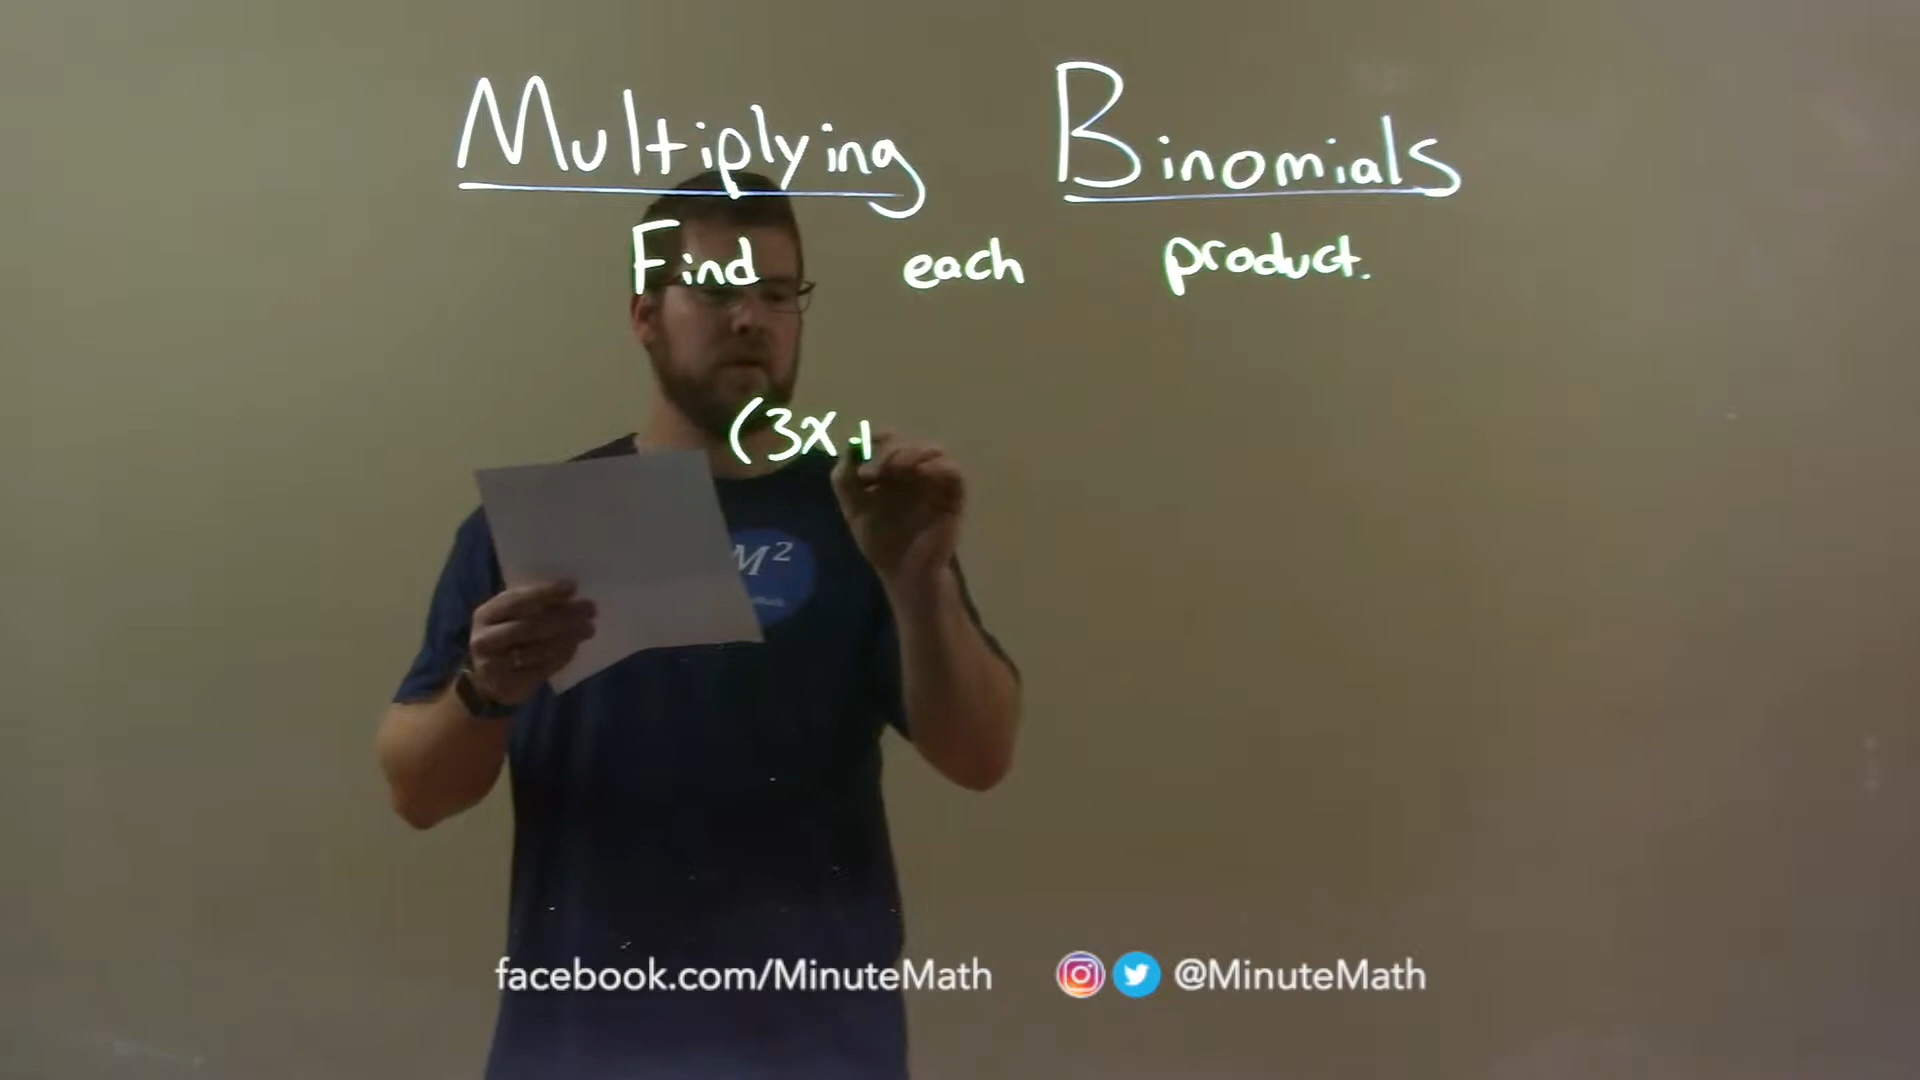 Multiplying Binomials
Find each product.
(3x +
M²
facebook.com/MinuteMath @MinuteMath